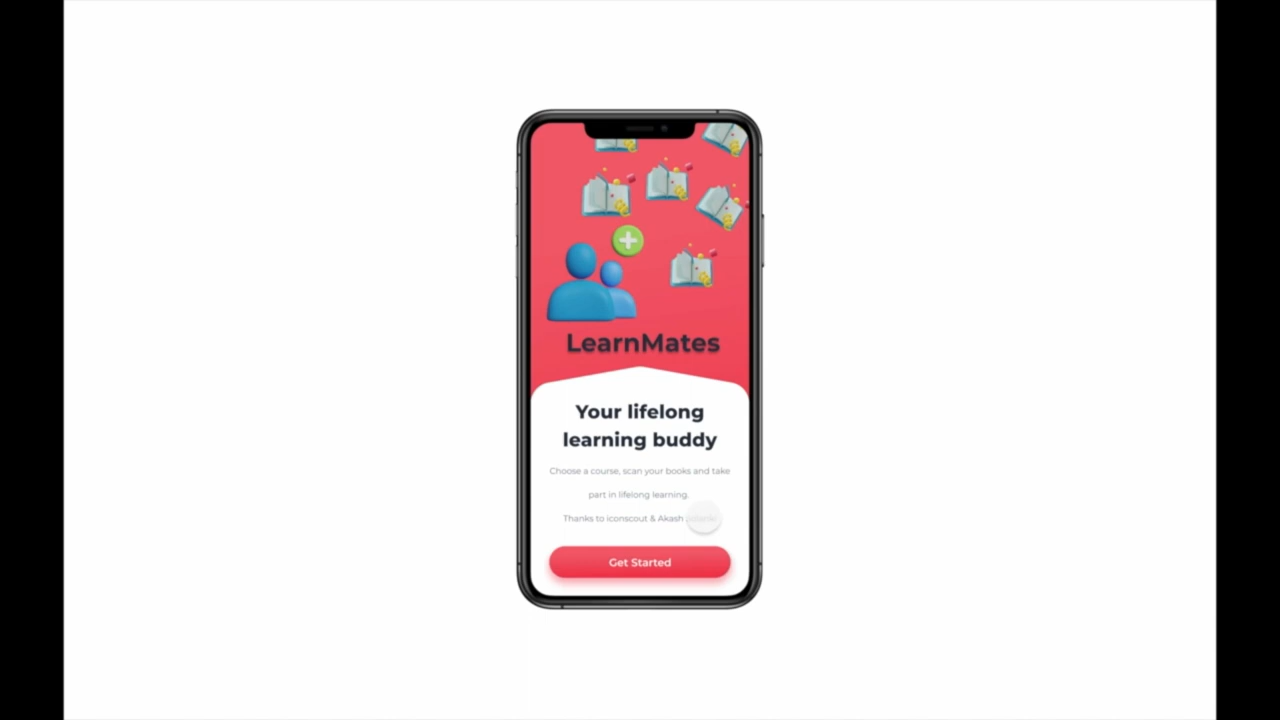 LearnMates
Your lifelong
learning buddy
Choose a course, scan your books and take
part in lifelong learning.
Thanks to iconscout & Akash
Get Started